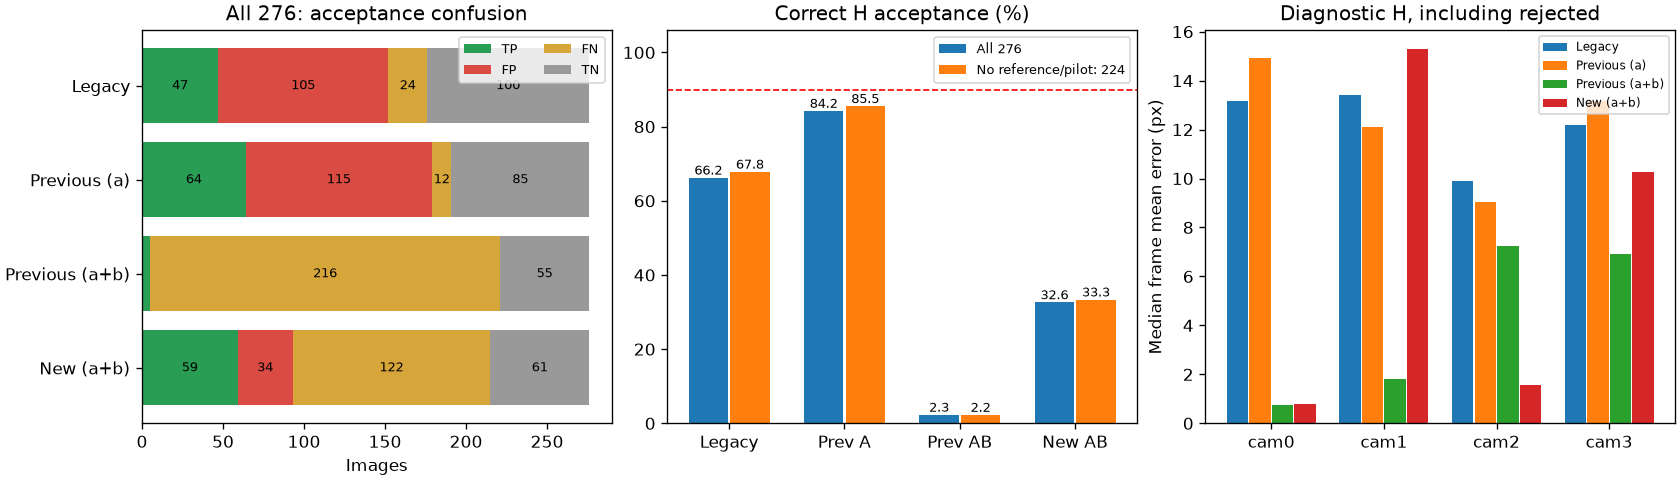 All 276: acceptance confusion
TP
FN
FP
TN
Legacy
47
105
24
100
Previous (a)
64
115
12
85
Previous (a+b)
216
55
New (a+b)
59
34
122
61
0
50
100
150
200
250
Images
Correct H acceptance (%)
All 276
No reference/pilot: 224
100
80
60
40
20
0
66.2
67.8
84.2
85.5
2.3
2.2
32.6
33.3
Legacy
Prev A
Prev AB
New AB
Diagnostic H, including rejected
Legacy
Previous (a)
Previous (a+b)
New (a+b)
Median frame mean error (px)
16
14
12
10
8
6
4
2
0
cam0
cam1
cam2
cam3